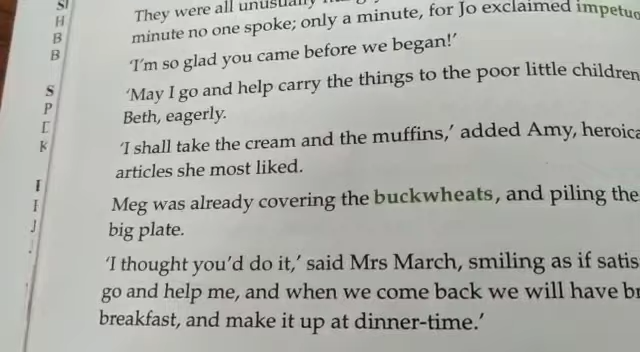 They were all unusually
minute no one spoke; only a minute, for Jo exclaimed
'I'm so glad you came before we began!'
'May I go and help carry the things to the poor little children
Beth, eagerly.
'I shall take the cream and the muffins,' added Amy,
articles she most liked.
Meg was already covering the buckwheats, and piling the
big plate.
'I thought you'd do it,' said Mrs March, smiling as if
go and help me, and when we come back we will have
breakfast, and make it up at dinner-time.'